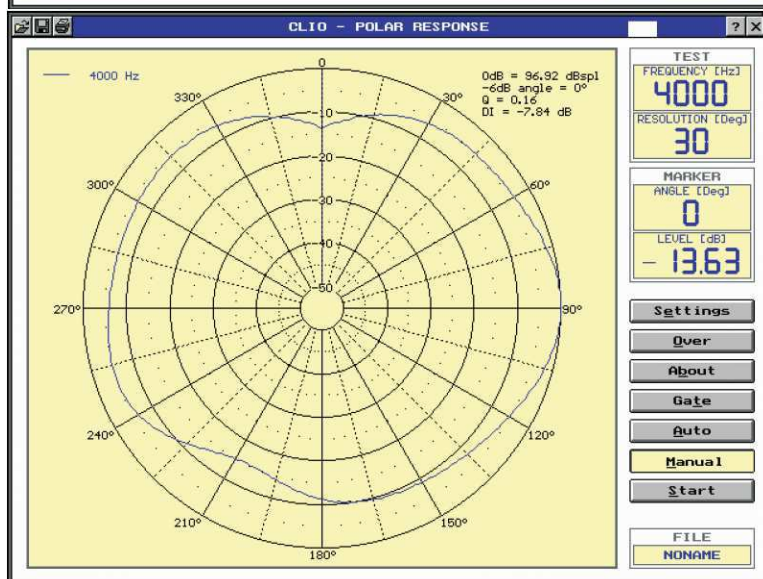 CLIO - POLAR RESPONSE
? X
4000 Hz
0
0dB = 96.92 dBspl
-6dB angle = 0°
Q = 0.16
DI = -7.84 dB
330°
30°
-10
300°
-20
60°
-30
-40
-50
270°
90°
240°
120°
210°
150°
180°
TEST
FREQUENCY [Hz]
4000
RESOLUTION [Deg]
30
MARKER
ANGLE [Deg]
0
LEVEL [dB]
-13.63
Settings
Over
About
Gate
Auto
Manual
Start
FILE
NONAME